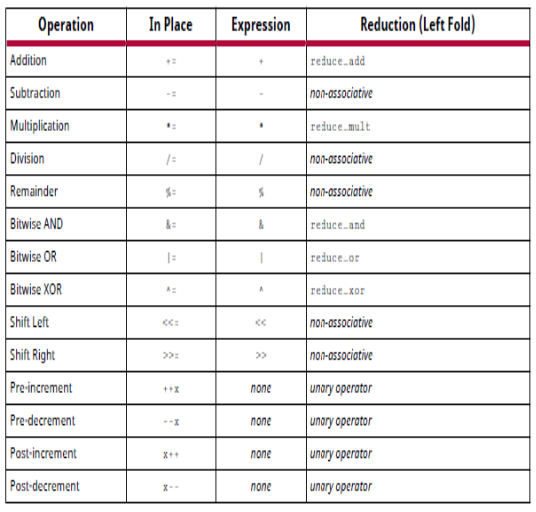 Operation In Place Expression Reduction (Left Fold)
Addition += + reduce_add
Subtraction -= - non-associative
Multiplication *= * reduce_mult
Division /= / non-associative
Remainder %= % non-associative
Bitwise AND &= & reduce_and
Bitwise OR |= | reduce_or
Bitwise XOR ^= ^ reduce_xor
Shift Left <<= << non-associative
Shift Right >>= >> non-associative
Pre-increment ++x none unary operator
Pre-decrement --x none unary operator
Post-increment x++ none unary operator
Post-decrement x-- none unary operator